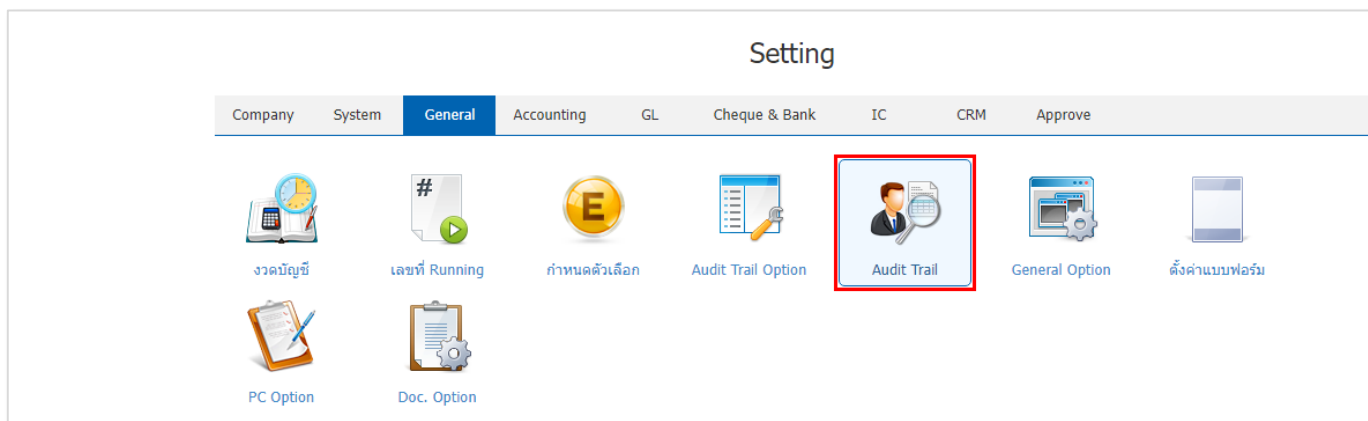 Setting
Company System General Accounting GL Cheque & Bank IC CRM Approve
#
E
งวดบัญชี เลขที่ Running กำหนดตัวเลือก Audit Trail Option Audit Trail General Option ตั้งค่าแบบฟอร์ม
PC Option Doc. Option